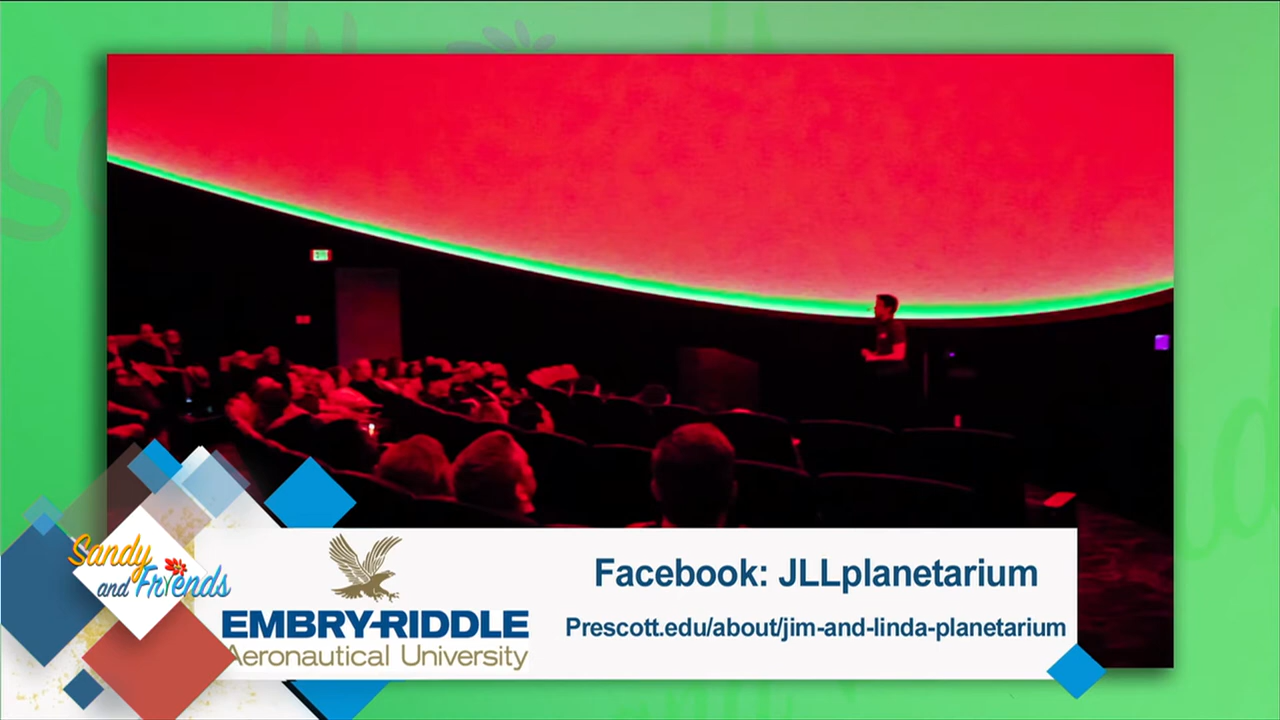 Sandy
and Friends
EMBRY-RIDDLE
Aeronautical University
Facebook: JLLplanetarium
Prescott.edu/about/jim-and-linda-planetarium